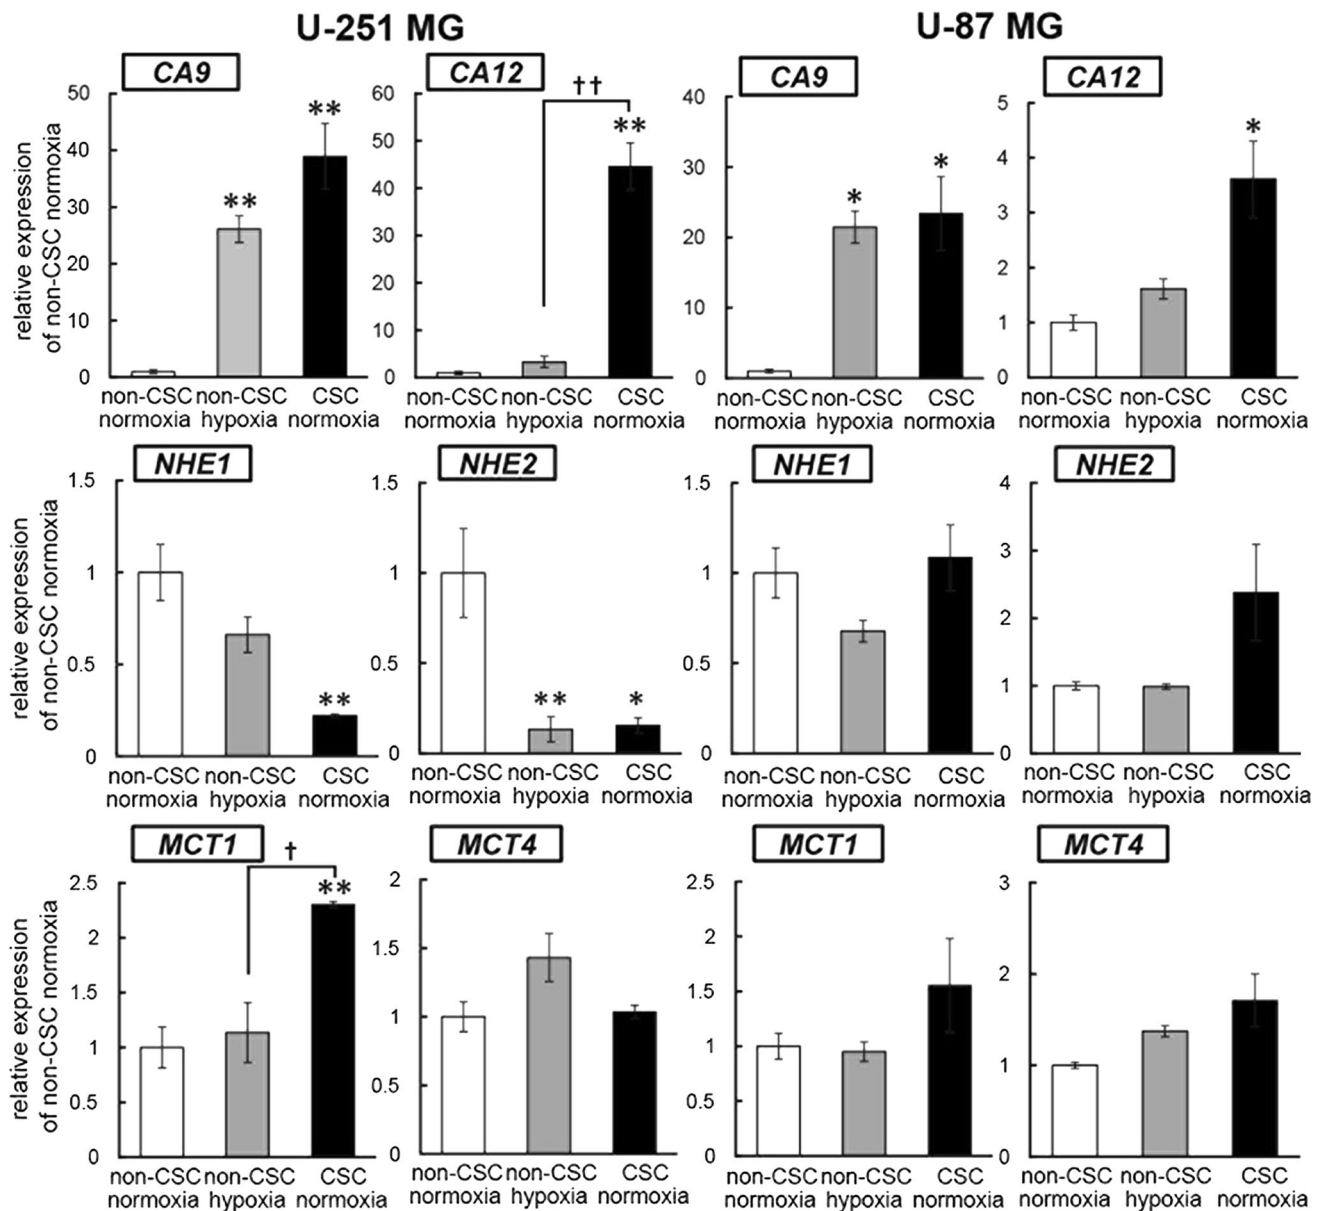 U-251 MG
U-87 MG
CA9
CA12
CA9
CA12
relative expression
of non-CSC normoxia
50
40
30
20
10
0
**
**
non-CSC
normoxia
non-CSC
hypoxia
CSC
normoxia
60
50
40
30
20
10
0
††
**
non-CSC
normoxia
non-CSC
hypoxia
CSC
normoxia
40
30
20
10
0
*
*
non-CSC
normoxia
non-CSC
hypoxia
CSC
normoxia
5
4
3
2
1
0
*
non-CSC
normoxia
non-CSC
hypoxia
CSC
normoxia
NHE1
NHE2
NHE1
NHE2
relative expression
of non-CSC normoxia
1.5
1
0.5
0
**
non-CSC
normoxia
non-CSC
hypoxia
CSC
normoxia
1.5
1
0.5
0
**
*
non-CSC
normoxia
non-CSC
hypoxia
CSC
normoxia
1.5
1
0.5
0
non-CSC
normoxia
non-CSC
hypoxia
CSC
normoxia
4
3
2
1
0
non-CSC
normoxia
non-CSC
hypoxia
CSC
normoxia
MCT1
MCT4
MCT1
MCT4
relative expression
of non-CSC normoxia
2.5
2
1.5
1
0.5
0
†
**
non-CSC
normoxia
non-CSC
hypoxia
CSC
normoxia
2
1.5
1
0.5
0
non-CSC
normoxia
non-CSC
hypoxia
CSC
normoxia
2.5
2
1.5
1
0.5
0
non-CSC
normoxia
non-CSC
hypoxia
CSC
normoxia
3
2
1
0
non-CSC
normoxia
non-CSC
hypoxia
CSC
normoxia